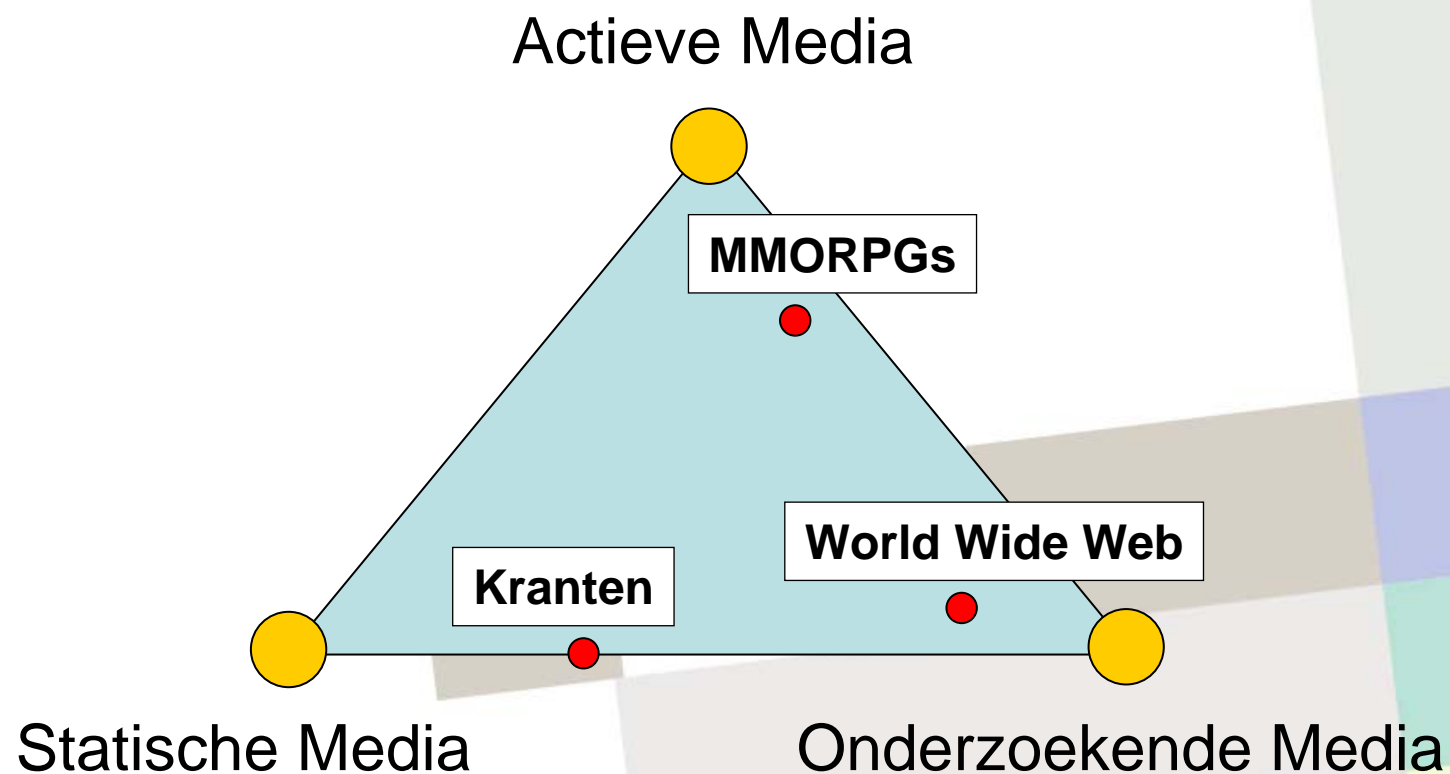 Actieve Media
MMORPGs
World Wide Web
Kranten
Statische Media
Onderzoekende Media